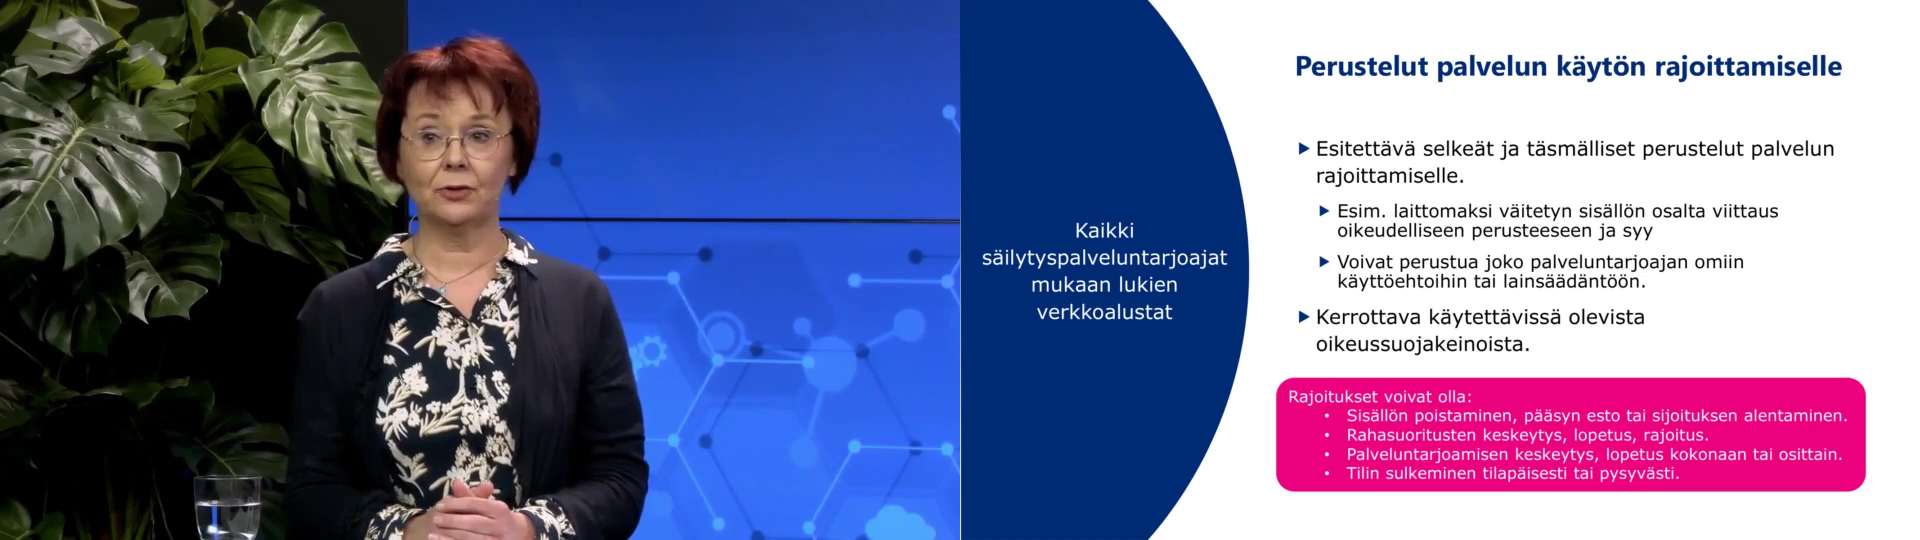 Kaikki
säilytyspalveluntarjoajat
mukaan lukien
verkkoalustat
Perustelut palvelun käytön rajoittamiselle
Esitettävä selkeät ja täsmälliset perustelut palvelun
rajoittamiselle.
Esim. laittomaksi väitetyn sisällön osalta viittaus
oikeudelliseen perusteeseen ja syy
Voivat perustua joko palveluntarjoajan omiin
käyttöehtoihin tai lainsäädäntöön.
Kerrottava käytettävissä olevista
oikeussuojakeinoista.
Rajoitukset voivat olla:
• Sisällön poistaminen, pääsyn esto tai sijoituksen alentaminen.
• Rahasuoritusten keskeytys, lopetus, rajoitus.
• Palveluntarjoamisen keskeytys, lopetus kokonaan tai osittain.
• Tilin sulkeminen tilapäisesti tai pysyvästi.